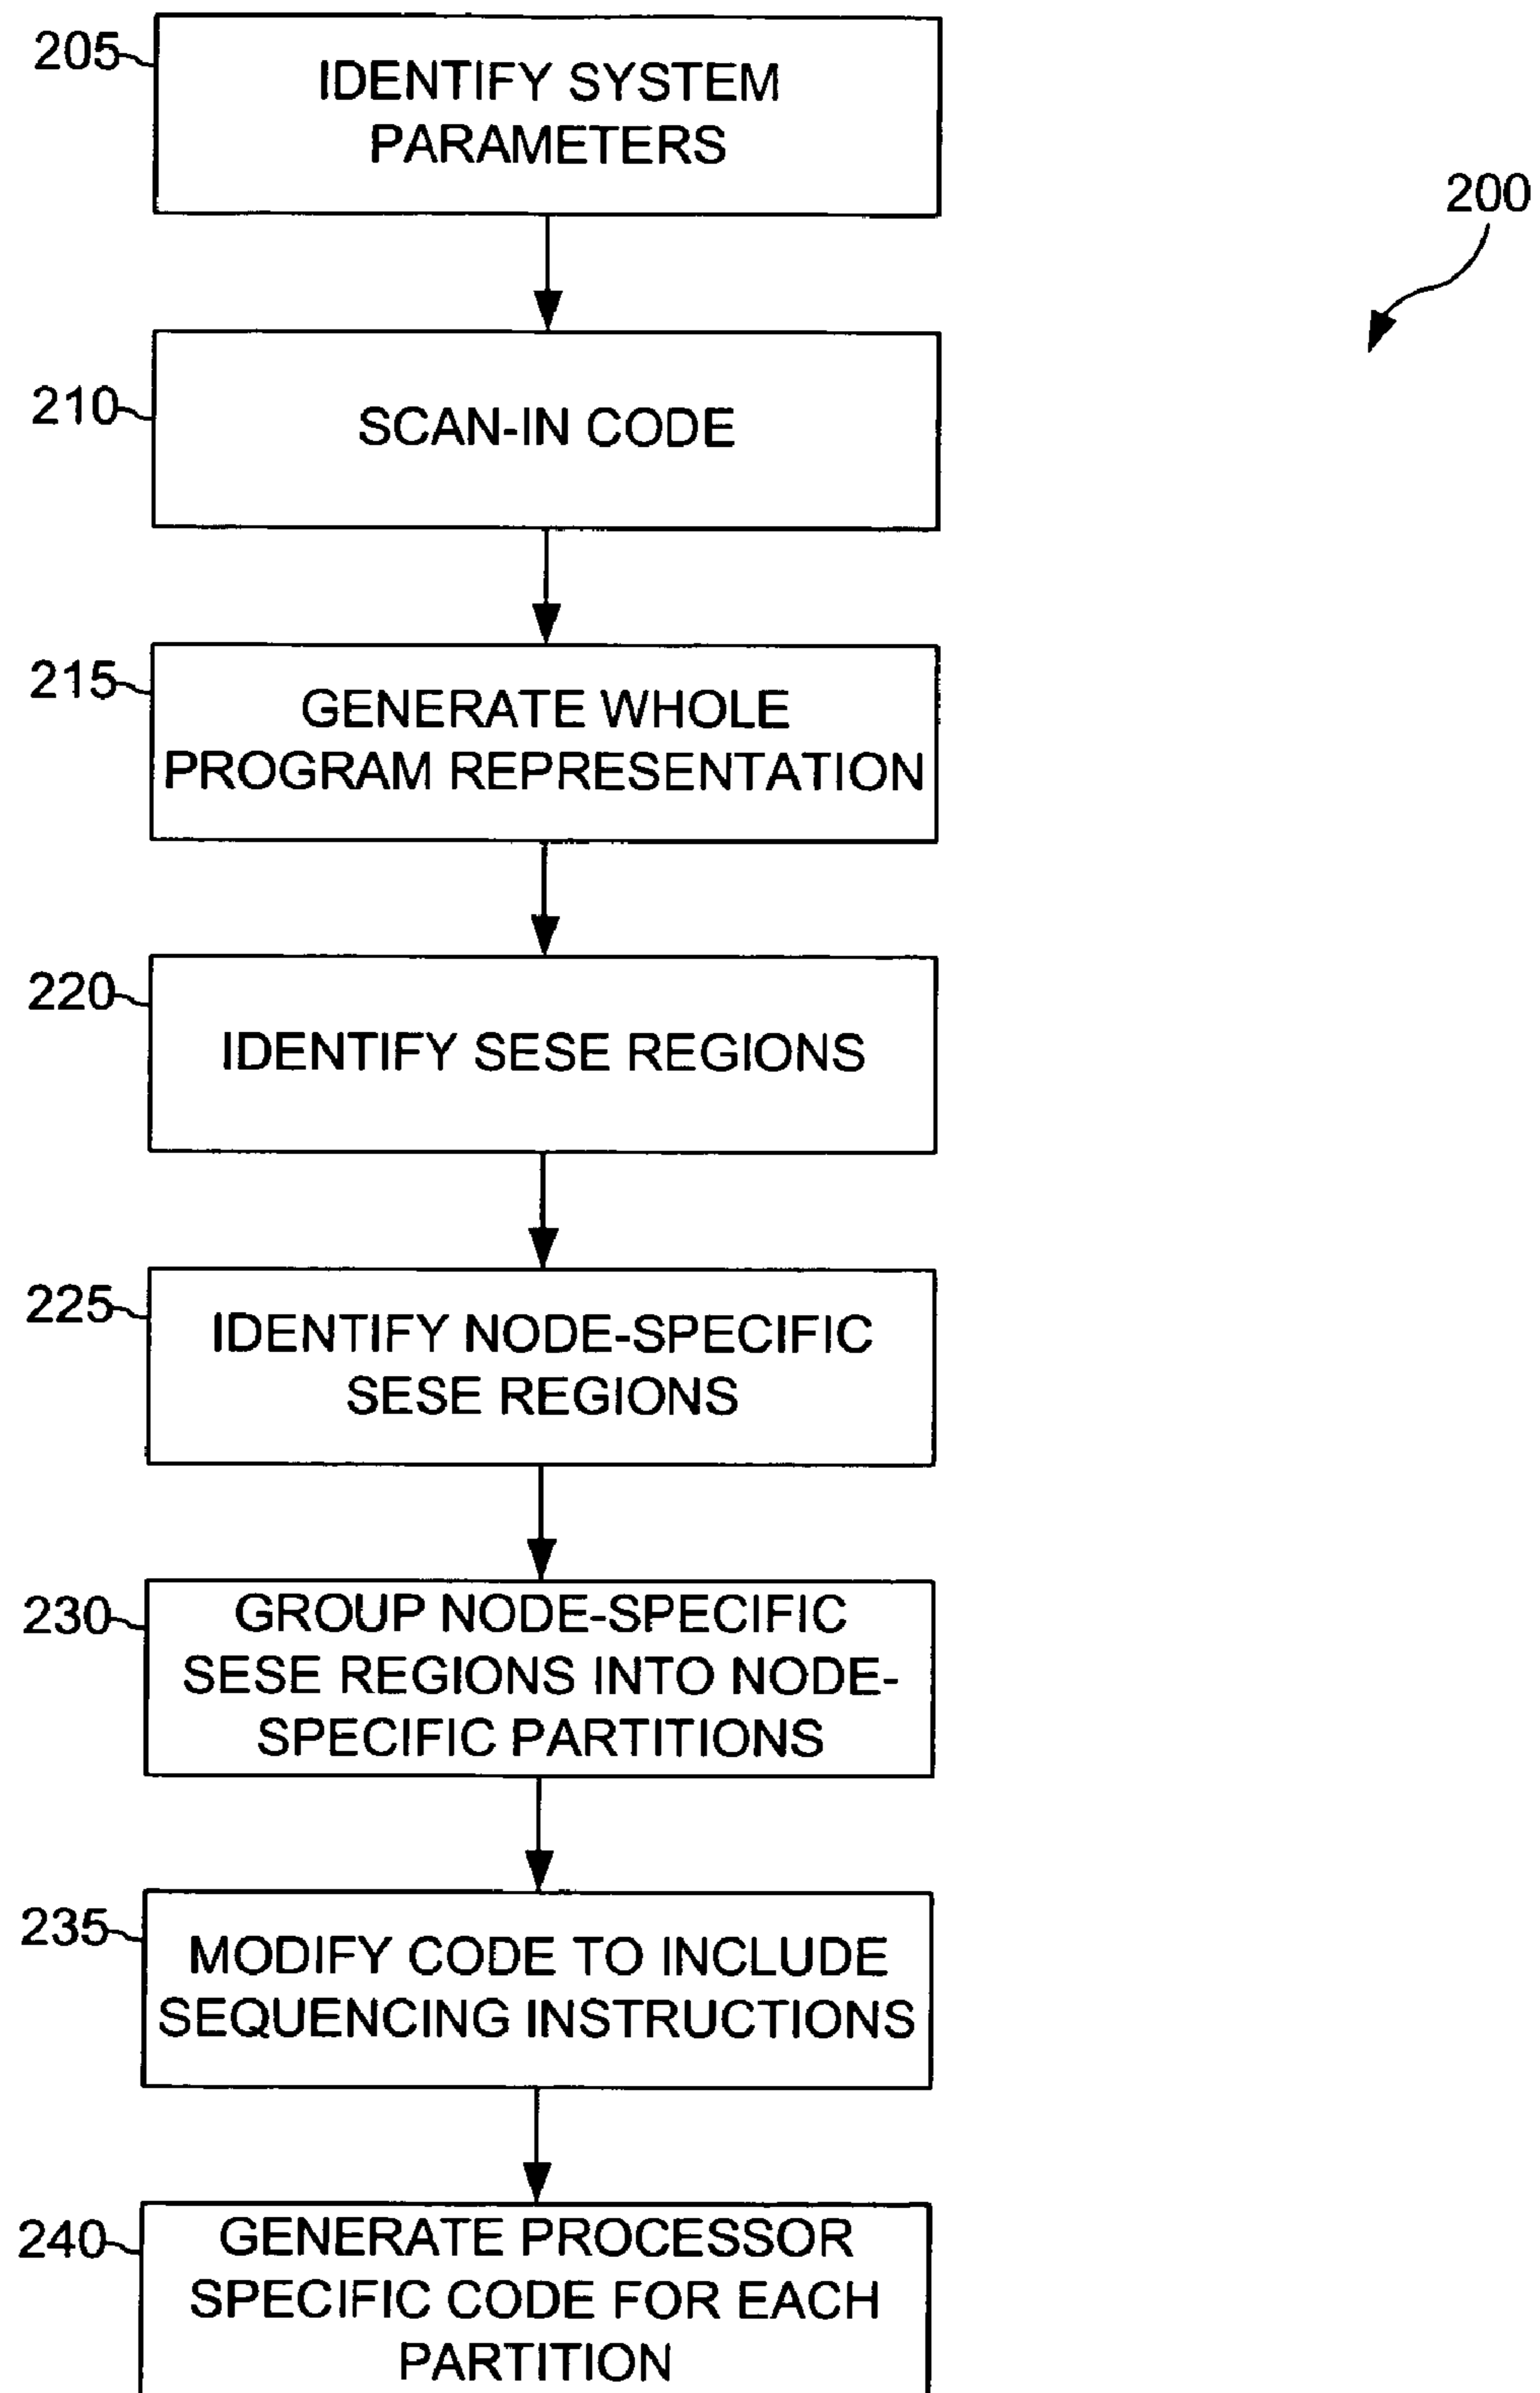 205
IDENTIFY SYSTEM
PARAMETERS
200
210
SCAN-IN CODE
215
GENERATE WHOLE
PROGRAM REPRESENTATION
220
IDENTIFY SESE REGIONS
225
IDENTIFY NODE-SPECIFIC
SESE REGIONS
230
GROUP NODE-SPECIFIC
SESE REGIONS INTO NODE-
SPECIFIC PARTITIONS
235
MODIFY CODE TO INCLUDE
SEQUENCING INSTRUCTIONS
240
GENERATE PROCESSOR
SPECIFIC CODE FOR EACH
PARTITION